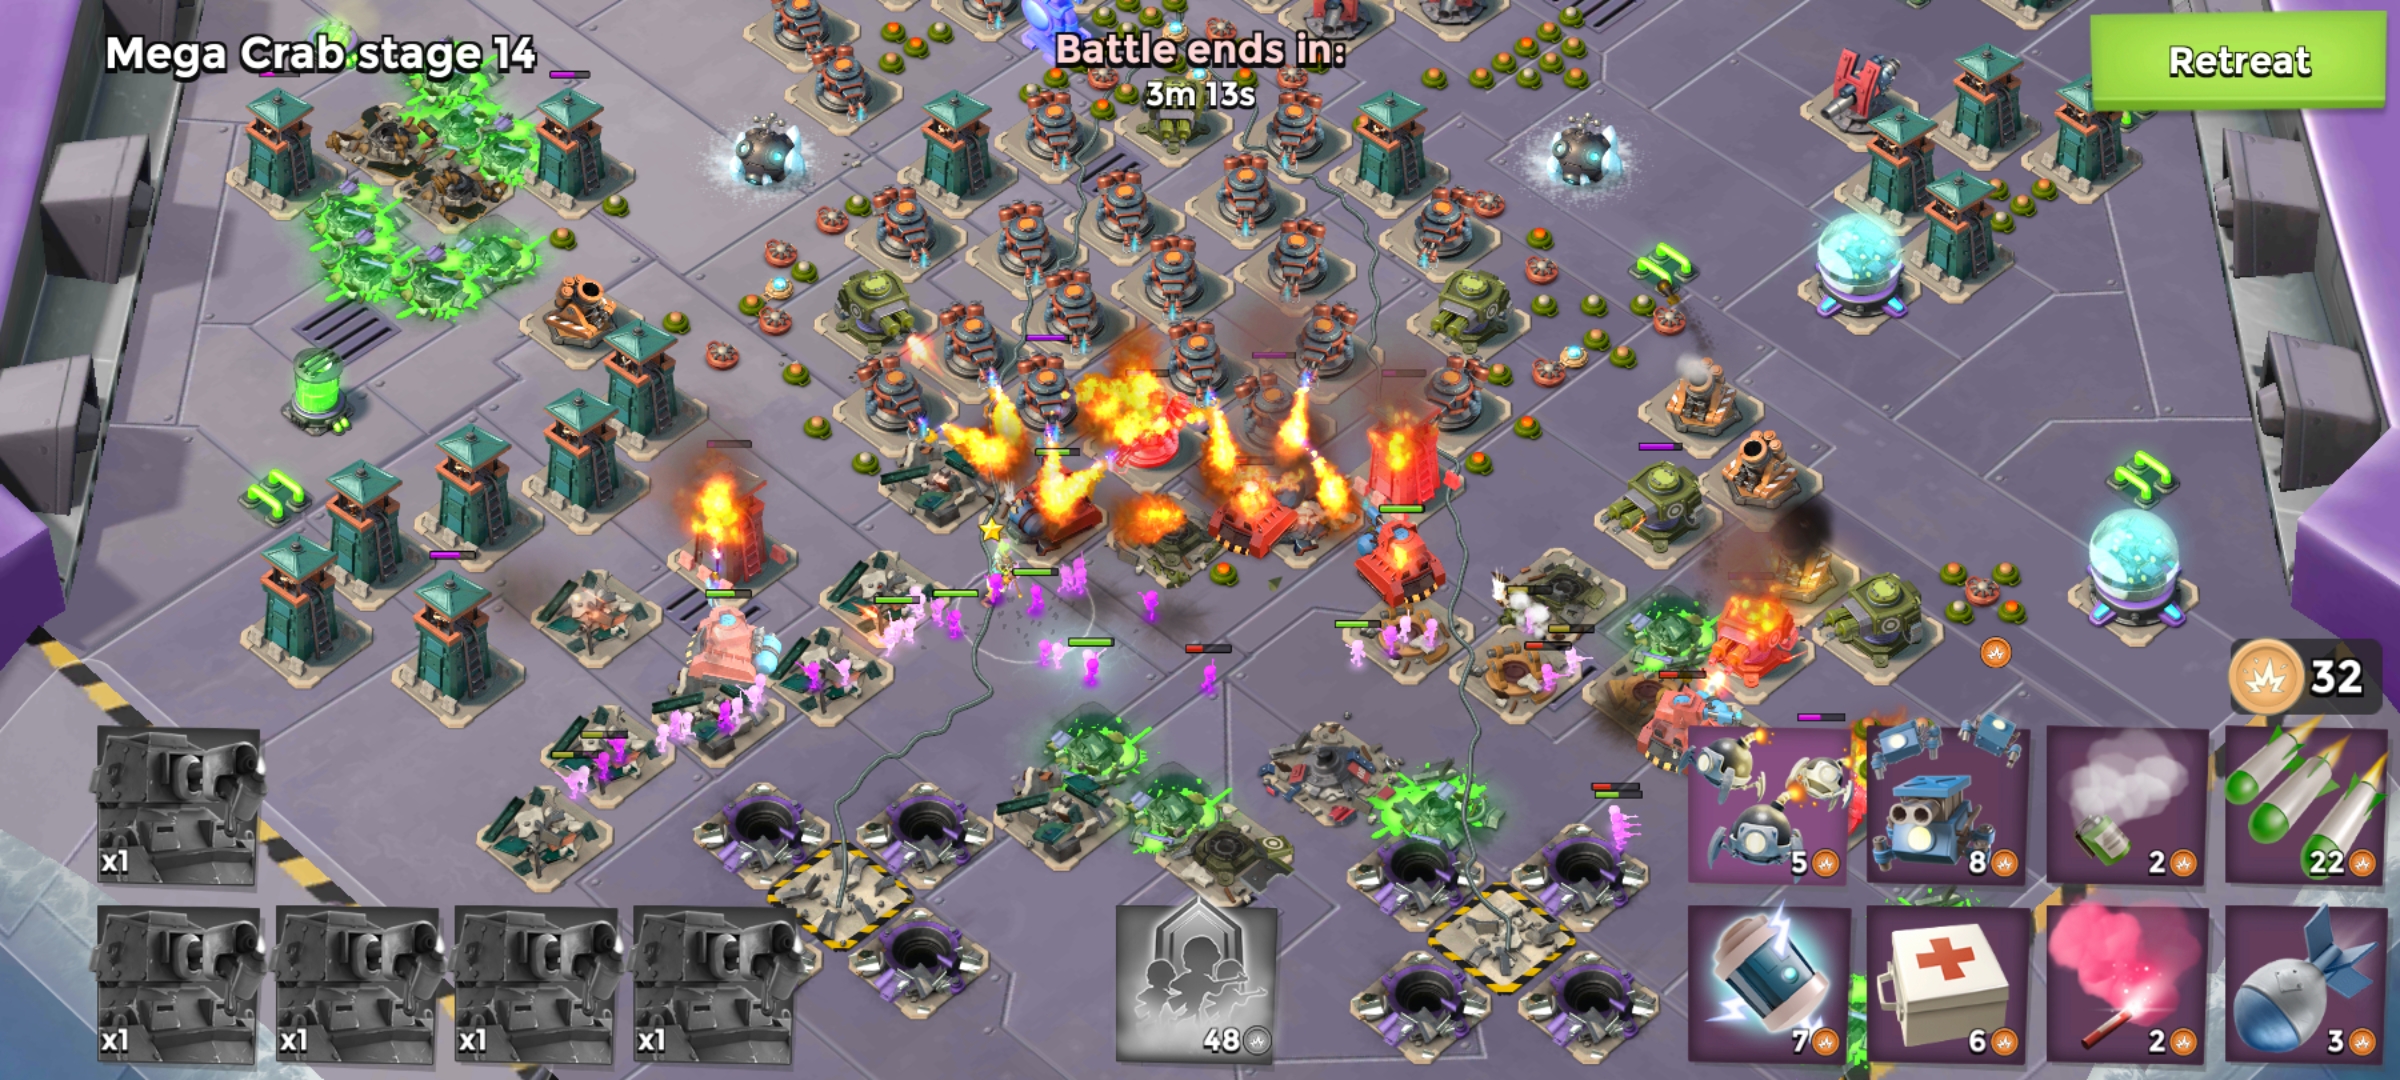 Mega Crab stage 14
Battle ends in:
3m 13s
Retreat
32
5
8
2
22
7
6
2
3
48
x1
x1
x1
x1
x1